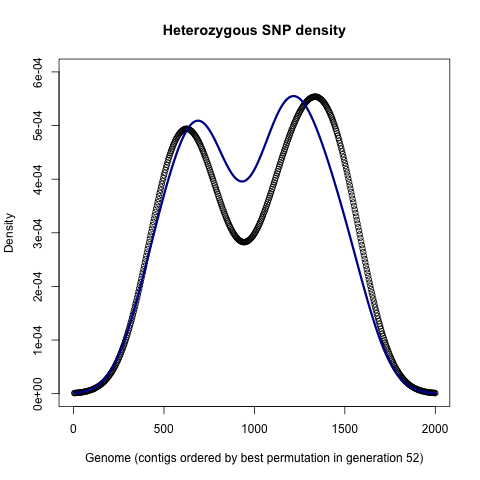 Heterozygous SNP density
Density
6e-04
5e-04
4e-04
3e-04
2e-04
1e-04
0e+00
0 500 1000 1500 2000
Genome (contigs ordered by best permutation in generation 52)